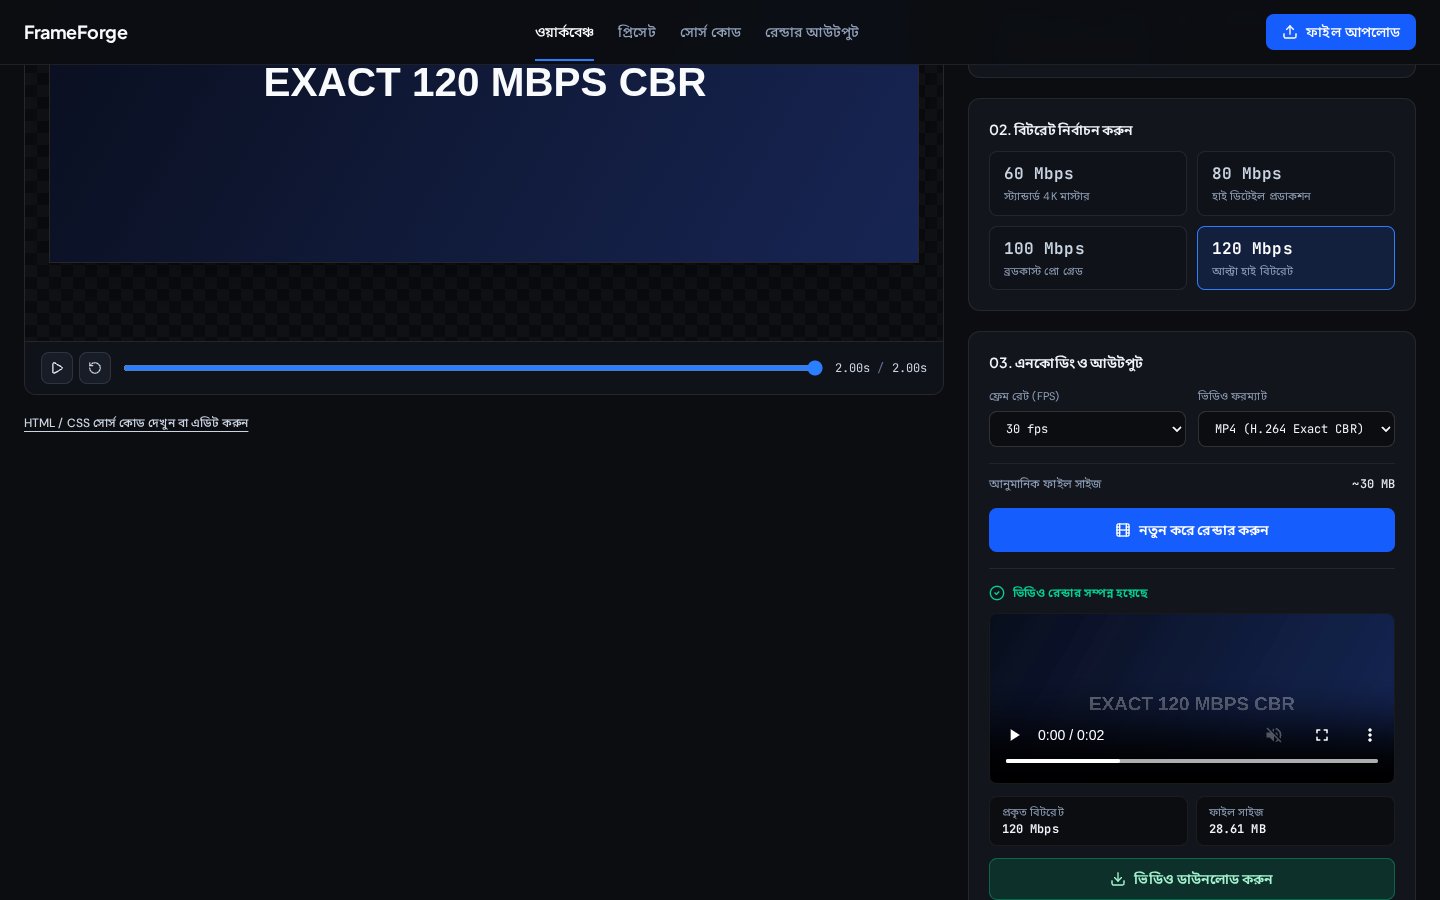 FrameForge
ওয়ার্কবেঞ্চ
প্রিসেট
সোর্স কোড
রেন্ডার আউটপুট
ফাইল আপলোড
EXACT 120 MBPS CBR
2.00s / 2.00s
HTML / CSS সোর্স কোড দেখুন বা এডিট করুন
02. বিটরেট নির্বাচন করুন
60 Mbps
স্ট্যান্ডার্ড 4K মাস্টার
80 Mbps
হাই ডিটেইল প্রডাকশন
100 Mbps
ব্রডকাস্ট প্রো গ্রেড
120 Mbps
আল্ট্রা হাই বিটরেট
03. এনকোডিং ও আউটপুট
ফ্রেম রেট (FPS)
ভিডিও ফরম্যাট
30 fps
MP4 (H.264 Exact CBR)
আনুমানিক ফাইল সাইজ
~30 MB
নতুন করে রেন্ডার করুন
ভিডিও রেন্ডার সম্পন্ন হয়েছে
EXACT 120 MBPS CBR
0:00 / 0:02
প্রকৃত বিটরেট
120 Mbps
ফাইল সাইজ
28.61 MB
ভিডিও ডাউনলোড করুন